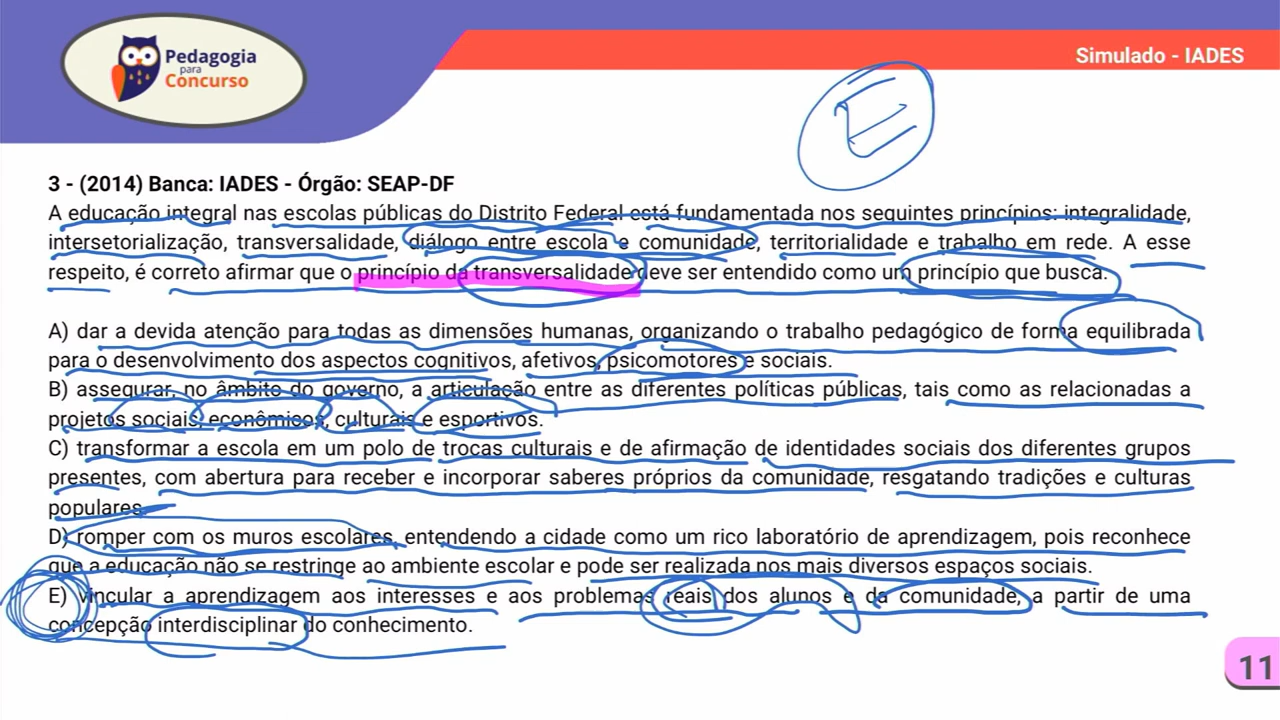 Pedagogia
para
Concurso
Simulado - IADES
E
3 - (2014) Banca: IADES - Órgão: SEAP-DF
A educação integral nas escolas públicas do Distrito Federal está fundamentada nos seguintes princípios: integralidade,
intersetorialização, transversalidade, diálogo entre escola e comunidade, territorialidade e trabalho em rede. A esse
respeito, é correto afirmar que o princípio da transversalidade deve ser entendido como um princípio que busca.
A) dar a devida atenção para todas as dimensões humanas, organizando o trabalho pedagógico de forma equilibrada
para o desenvolvimento dos aspectos cognitivos, afetivos, psicomotores e sociais.
B) assegurar, no âmbito do governo, a articulação entre as diferentes políticas públicas, tais como as relacionadas a
projetos sociais, econômicos, culturais e esportivos.
C) transformar a escola em um polo de trocas culturais e de afirmação de identidades sociais dos diferentes grupos
presentes, com abertura para receber e incorporar saberes próprios da comunidade, resgatando tradições e culturas
populares.
D) romper com os muros escolares, entendendo a cidade como um rico laboratório de aprendizagem, pois reconhece
que a educação não se restringe ao ambiente escolar e pode ser realizada nos mais diversos espaços sociais.
E) vincular a aprendizagem aos interesses e aos problemas reais dos alunos e da comunidade, a partir de uma
concepção interdisciplinar do conhecimento.
11